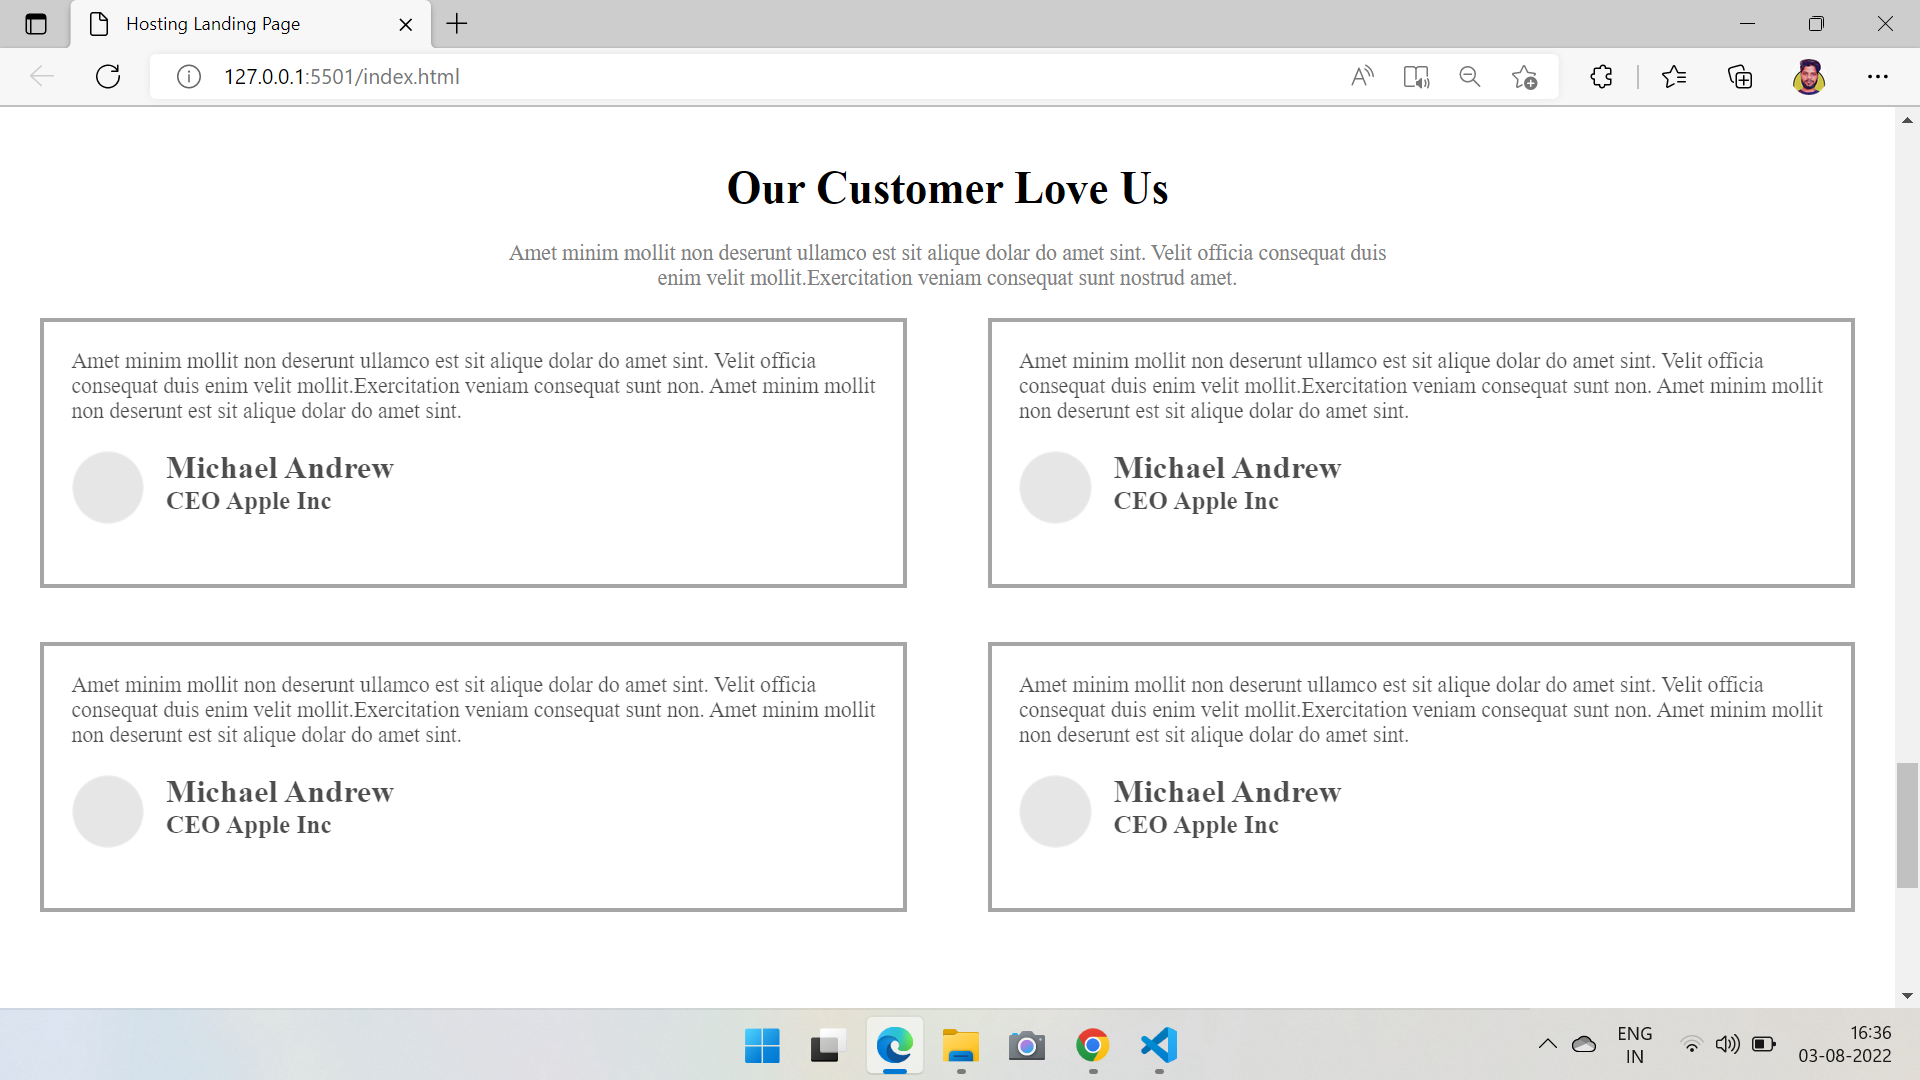 Hosting Landing Page
127.0.0.1:5501/index.html
Our Customer Love Us
Amet minim mollit non deserunt ullamco est sit alique dolar do amet sint. Velit officia consequat duis
enim velit mollit.Exercitation veniam consequat sunt nostrud amet.
Amet minim mollit non deserunt ullamco est sit alique dolar do amet sint. Velit officia
consequat duis enim velit mollit.Exercitation veniam consequat sunt non. Amet minim mollit
non deserunt est sit alique dolar do amet sint.
Michael Andrew
CEO Apple Inc
Amet minim mollit non deserunt ullamco est sit alique dolar do amet sint. Velit officia
consequat duis enim velit mollit.Exercitation veniam consequat sunt non. Amet minim mollit
non deserunt est sit alique dolar do amet sint.
Michael Andrew
CEO Apple Inc
Amet minim mollit non deserunt ullamco est sit alique dolar do amet sint. Velit officia
consequat duis enim velit mollit.Exercitation veniam consequat sunt non. Amet minim mollit
non deserunt est sit alique dolar do amet sint.
Michael Andrew
CEO Apple Inc
Amet minim mollit non deserunt ullamco est sit alique dolar do amet sint. Velit officia
consequat duis enim velit mollit.Exercitation veniam consequat sunt non. Amet minim mollit
non deserunt est sit alique dolar do amet sint.
Michael Andrew
CEO Apple Inc
ENG
IN
16:36
03-08-2022